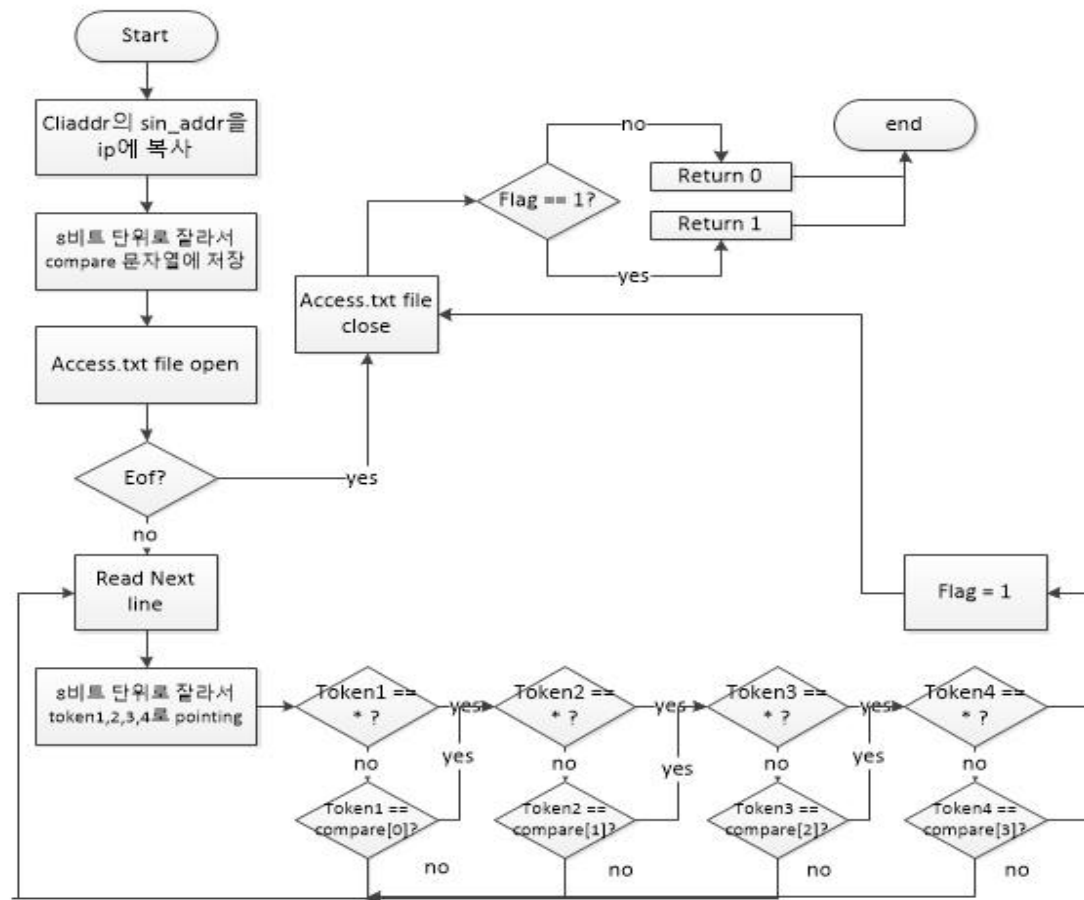 Start
Cliaddr의 sin_addr을
ip에 복사
8비트 단위로 잘라서
compare 문자열에 저장
Access.txt file open
Eof?
yes
no
Read Next
line
8비트 단위로 잘라서
token1,2,3,4로 pointing
Access.txt file
close
Flag == 1?
no
yes
Return 0
Return 1
end
Flag = 1
Token1 ==
* ?
yes
no
Token1 ==
compare[0]?
yes
no
Token2 ==
* ?
yes
no
Token2 ==
compare[1]?
yes
no
Token3 ==
* ?
yes
no
Token3 ==
compare[2]?
yes
no
Token4 ==
* ?
no
Token4 ==
compare[3]?
no